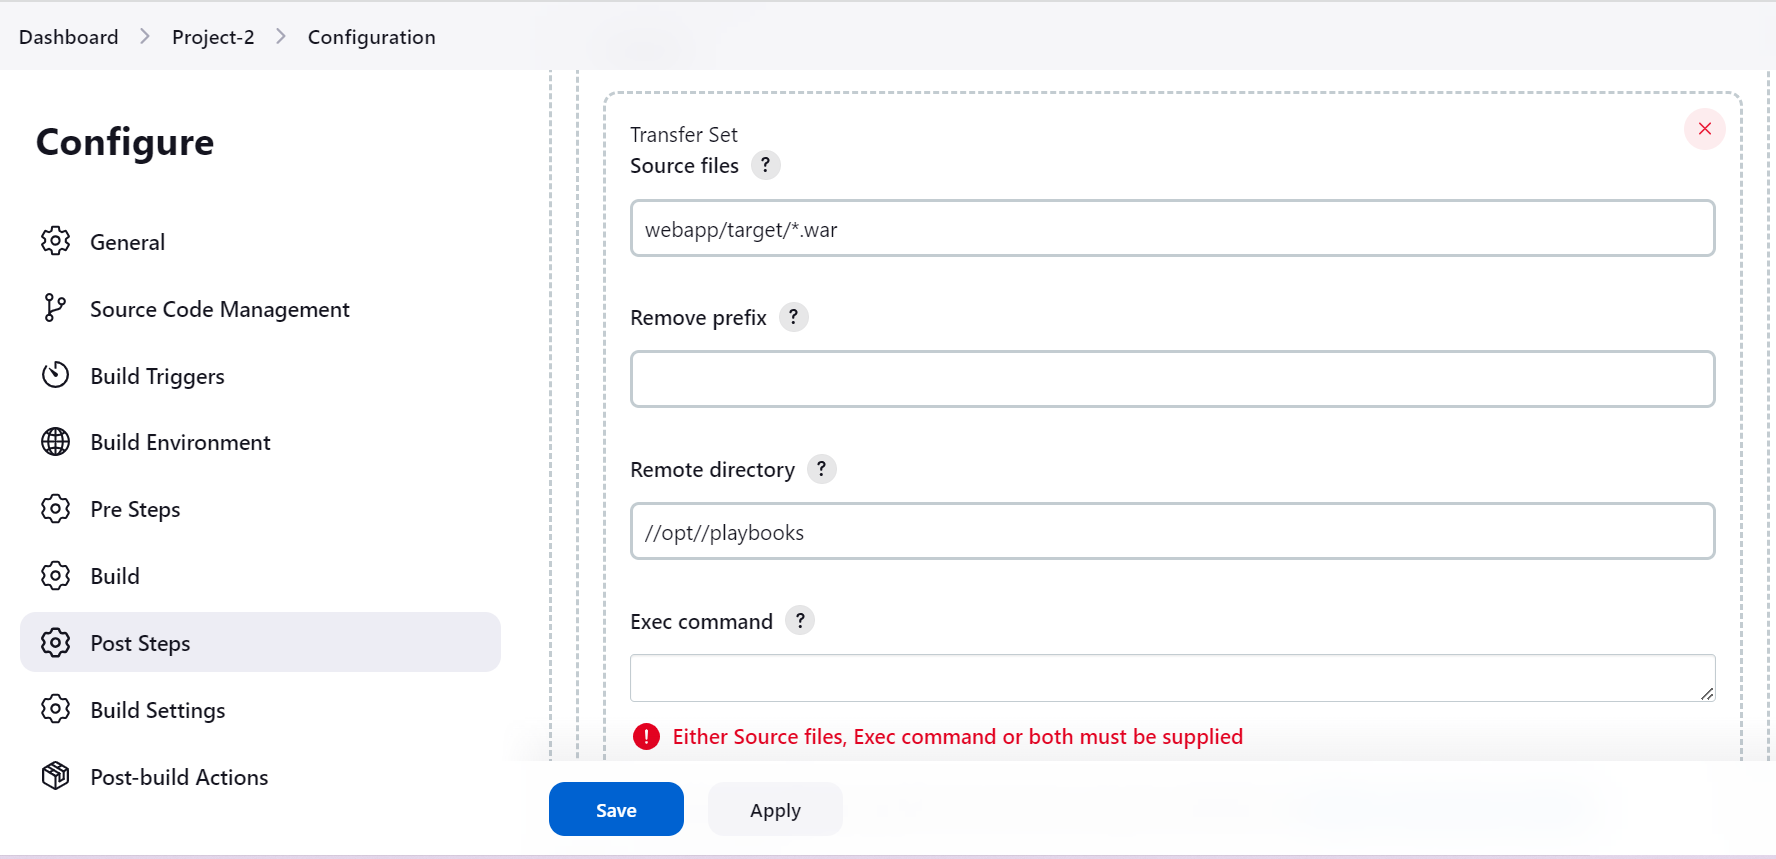 Dashboard > Project-2 > Configuration
Configure
General
Source Code Management
Build Triggers
Build Environment
Pre Steps
Build
Post Steps
Build Settings
Post-build Actions
Transfer Set
Source files ?
webapp/target/*.war
Remove prefix ?
Remote directory ?
//opt//playbooks
Exec command ?
Either Source files, Exec command or both must be supplied
Save
Apply